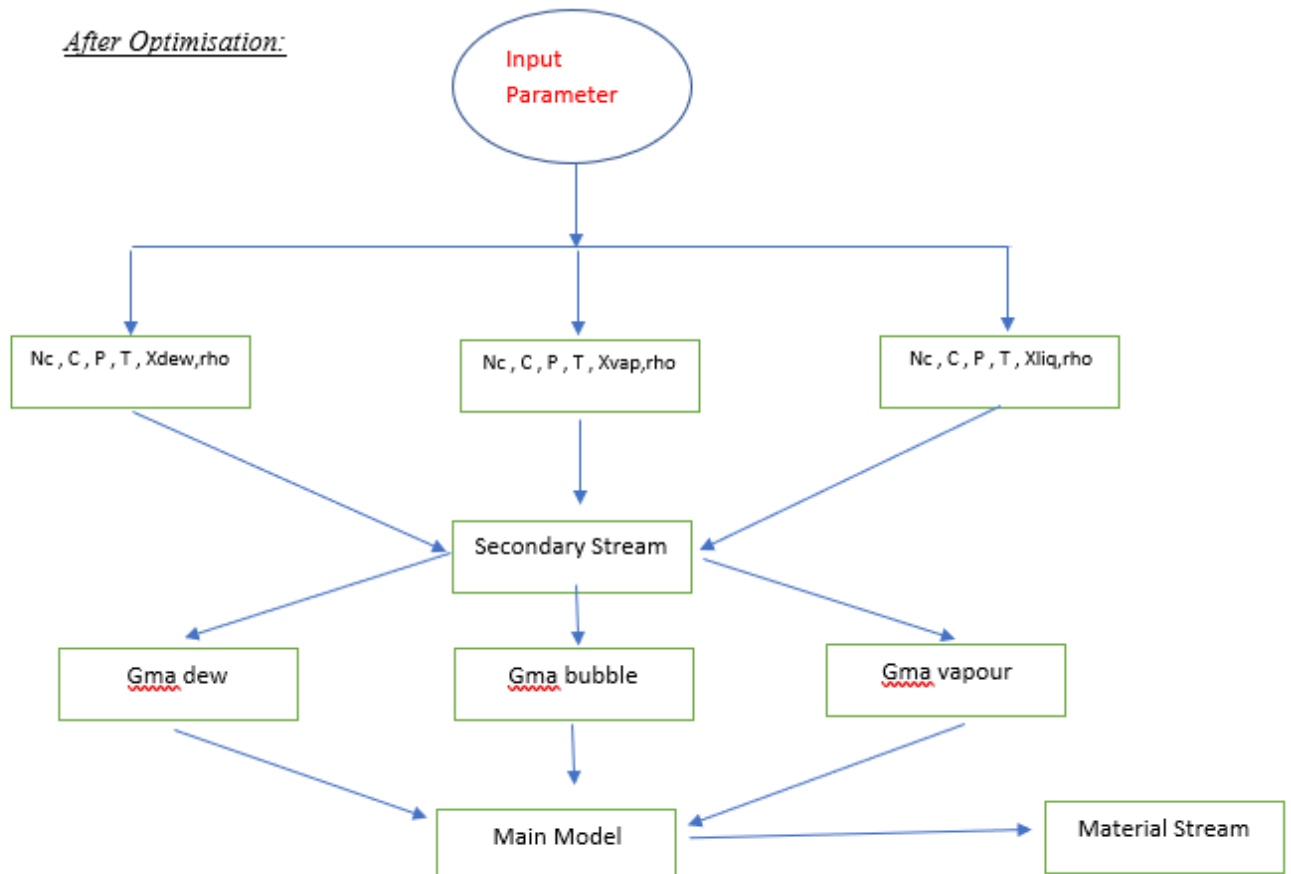 After Optimisation:
Input
Parameter
Nc , C , P , T , Xdew,rho
Nc , C , P , T , Xvap,rho
Nc , C , P , T , Xliq,rho
Secondary Stream
Gma dew
Gma bubble
Gma vapour
Main Model
Material Stream